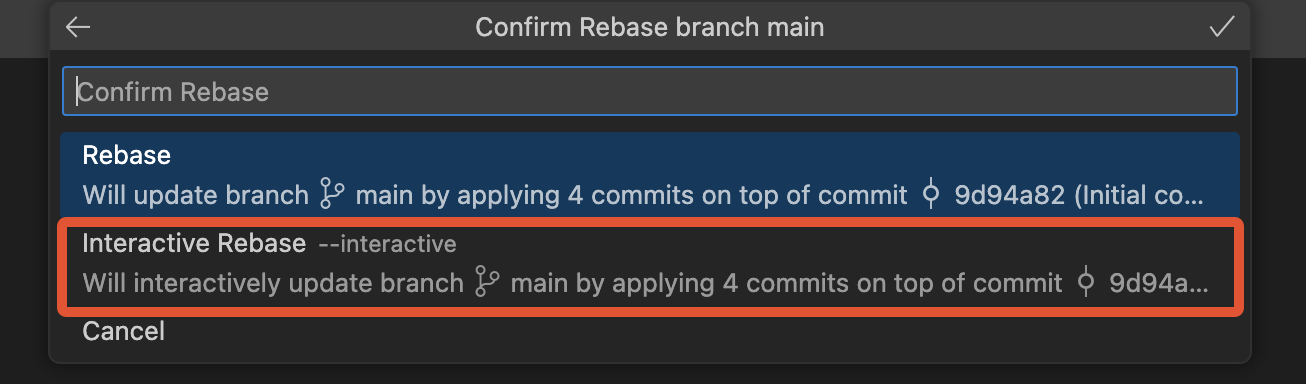 Confirm Rebase branch main
Confirm Rebase
Rebase
Will update branch main by applying 4 commits on top of commit 9d94a82 (Initial co...
Interactive Rebase --interactive
Will interactively update branch main by applying 4 commits on top of commit 9d94a...
Cancel